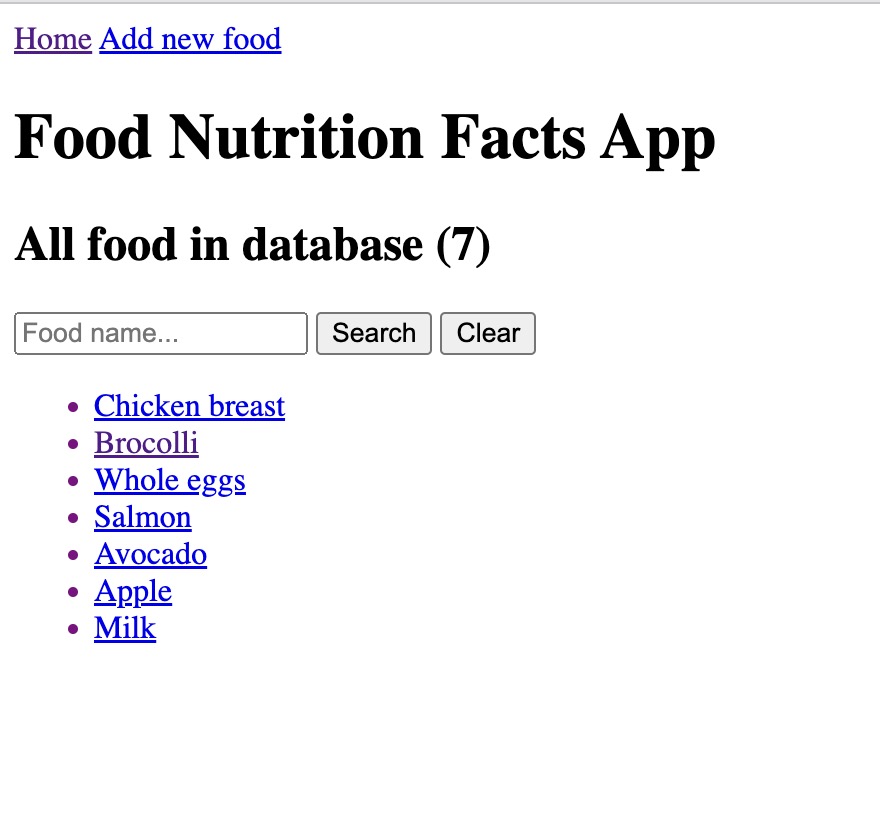 Home Add new food
Food Nutrition Facts App
All food in database (7)
Food name... Search Clear
Chicken breast
Brocolli
Whole eggs
Salmon
Avocado
Apple
Milk